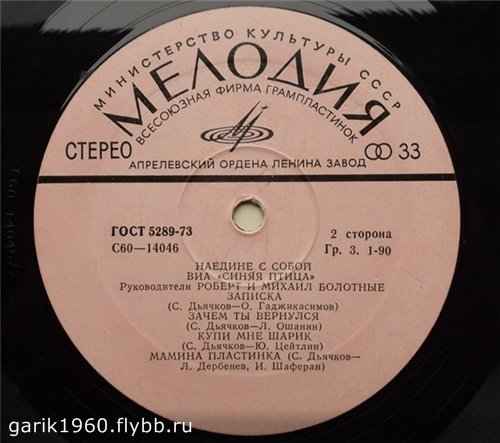 МИНИСТЕРСТВО КУЛЬТУРЫ СССР
МЕЛОДИЯ
ВСЕСОЮЗНАЯ ФИРМА ГРАМПЛАСТИНОК
СТЕРЕО 33
АПРЕЛЕВСКИЙ ОРДЕНА ЛЕНИНА ЗАВОД
ГОСТ 5289-73
С60—14046
2 сторона
Гр. 3. 1-90
НАЕДИНЕ С СОБОЙ
ВИА «СИНЯЯ ПТИЦА»
Руководители РОБЕРТ И МИХАИЛ БОЛОТНЫЕ
ЗАПИСКА
(С. Дьячков—О. Гаджикасимов)
ЗАЧЕМ ТЫ ВЕРНУЛСЯ
(С. Дьячков—Л. Ошанин)
КУПИ МНЕ ШАРИК
(С. Дьячков—Ю. Цейтлин)
МАМИНА ПЛАСТИНКА (С. Дьячков—
Л. Дербенев, И. Шаферан)
garik1960.flybb.ru